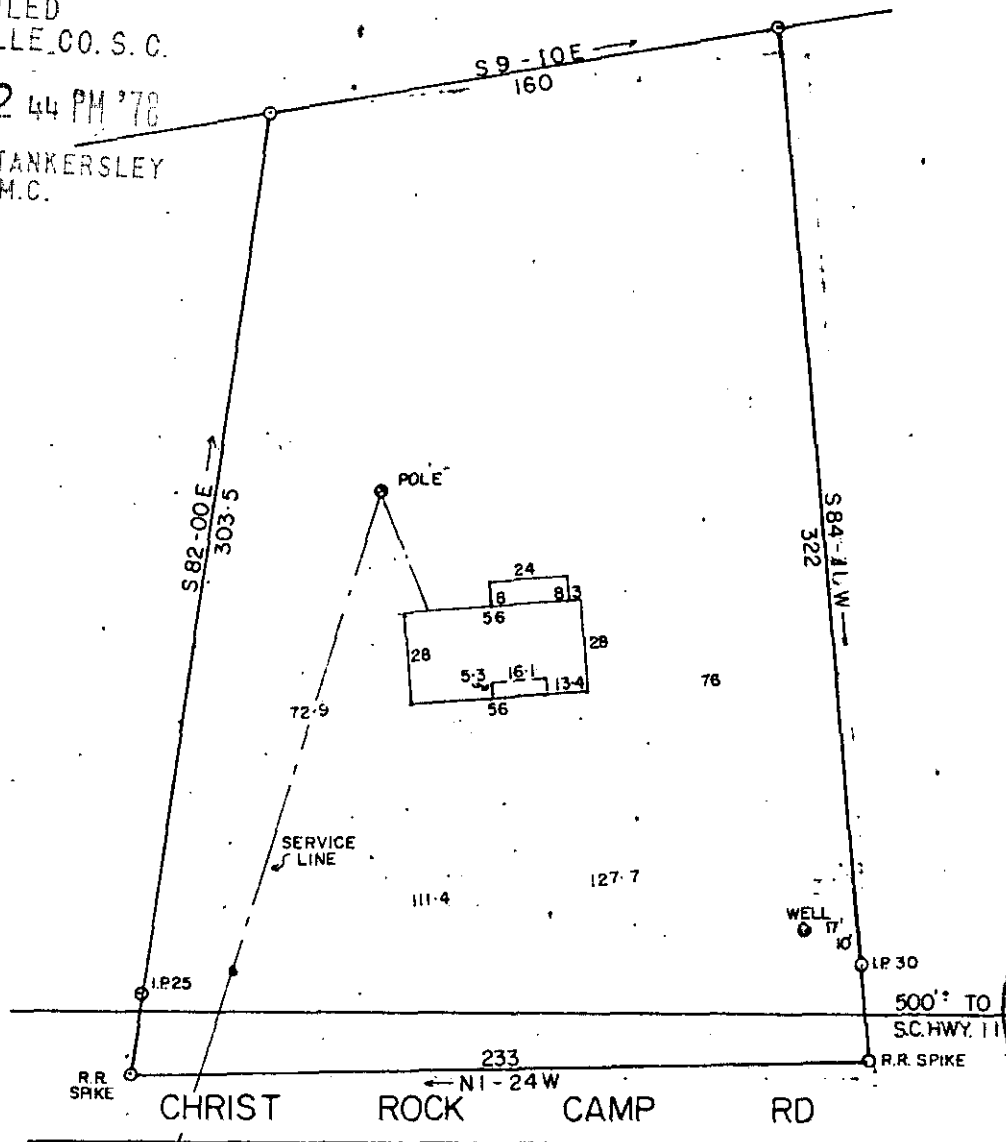 LLE.CO.S.C.
2 44 PM '78
TANKERSLEY
M.C.
S 9-10 E
160
S 82-00 E
303.5
POLE
S 84-11 W
322
24
8 8 3
56
28 28
5.3 16.1 13.4
56
76
72.9
SERVICE
LINE
111.4
127.7
WELL
17'
10'
I.P. 25
I.P. 30
500'± TO
S.C. HWY. 11
R.R.
SPIKE
233
N 1-24 W
R.R. SPIKE
CHRIST ROCK CAMP RD